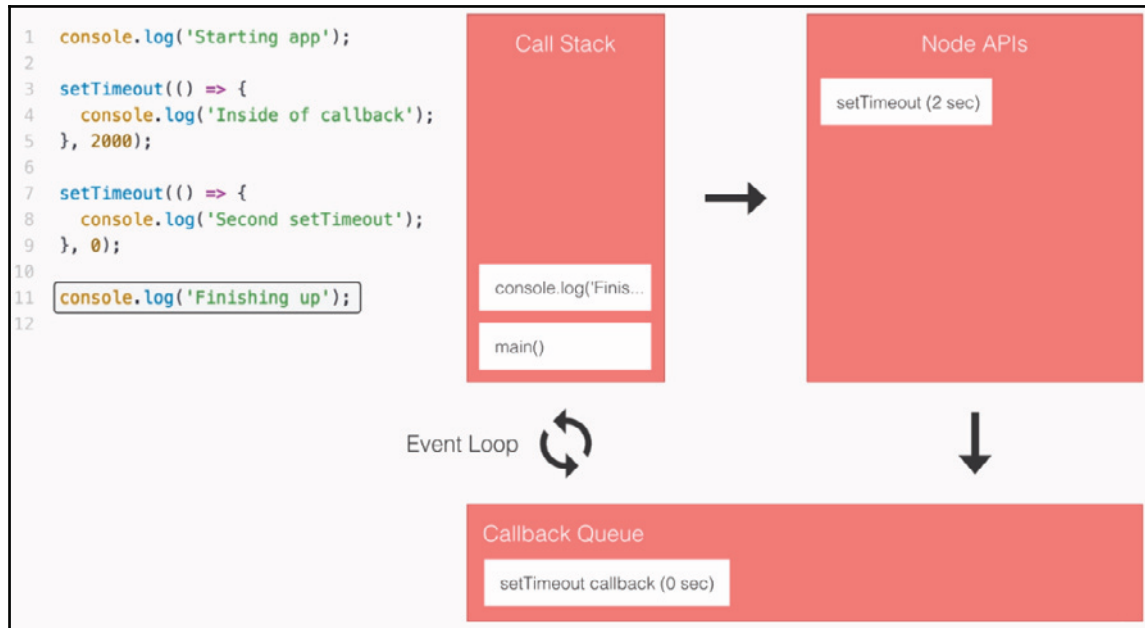 1 console.log('Starting app');
2
3 setTimeout(() => {
4 console.log('Inside of callback');
5 }, 2000);
6
7 setTimeout(() => {
8 console.log('Second setTimeout');
9 }, 0);
10
11 console.log('Finishing up');
12
Call Stack
console.log('Finis...
main()
Node APIs
setTimeout (2 sec)
Event Loop
Callback Queue
setTimeout callback (0 sec)